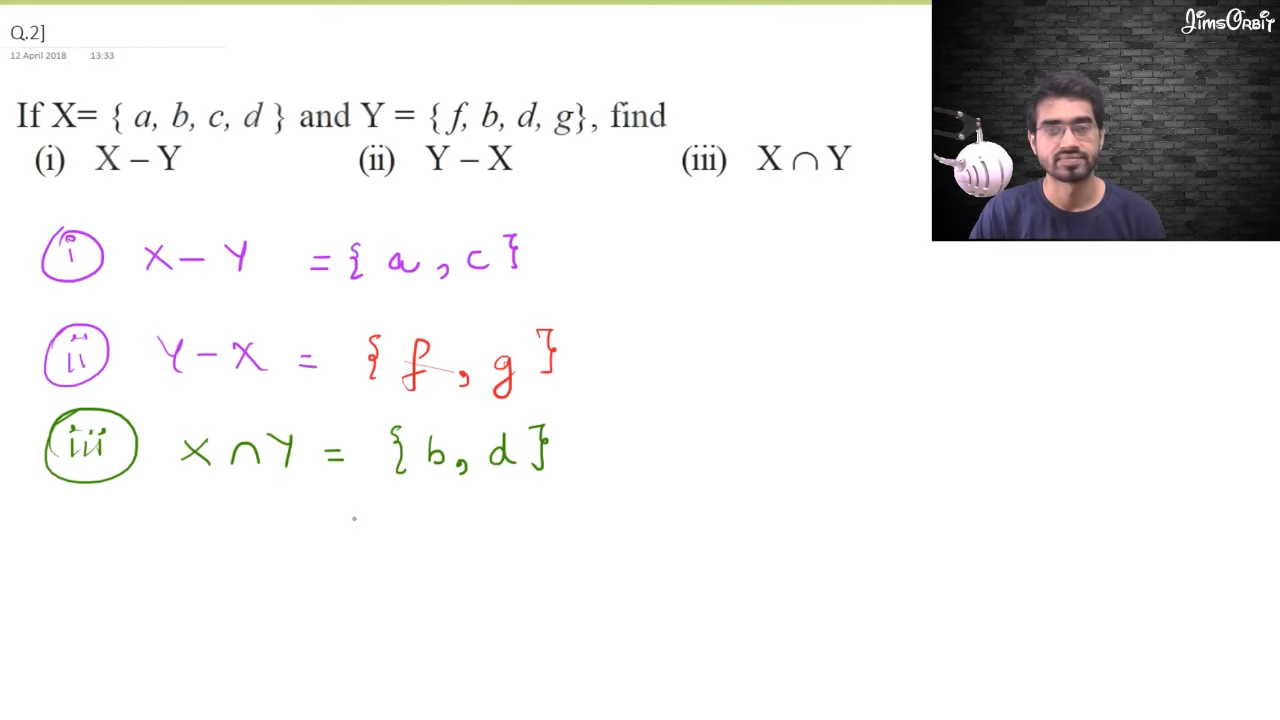 Q.2]
12 April 2018 13:33
JimsOrbit
If X= { a, b, c, d } and Y = {f, b, d, g}, find
(i) X – Y (ii) Y – X (iii) X ∩ Y
i X – Y = { a , c }
ii Y – X = { f , g }
iii X ∩ Y = { b, d }